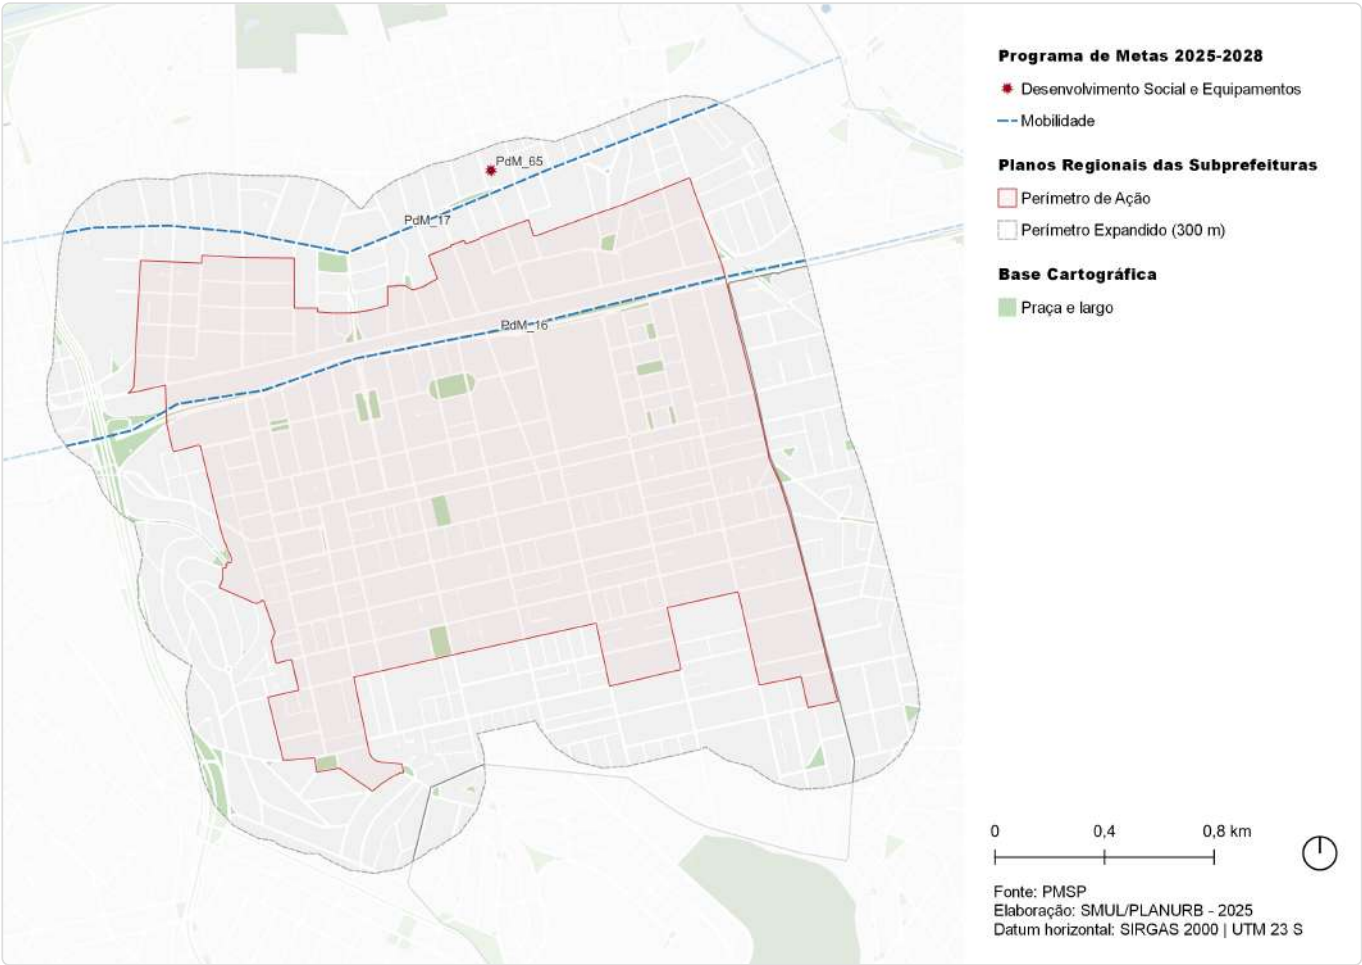 Programa de Metas 2025-2028
Desenvolvimento Social e Equipamentos
Mobilidade
Planos Regionais das Subprefeituras
Perímetro de Ação
Perímetro Expandido (300 m)
Base Cartográfica
Praça e largo
PdM_65
PdM_17
PdM_16
0 0,4 0,8 km
Fonte: PMSP
Elaboração: SMUL/PLANURB - 2025
Datum horizontal: SIRGAS 2000 | UTM 23 S